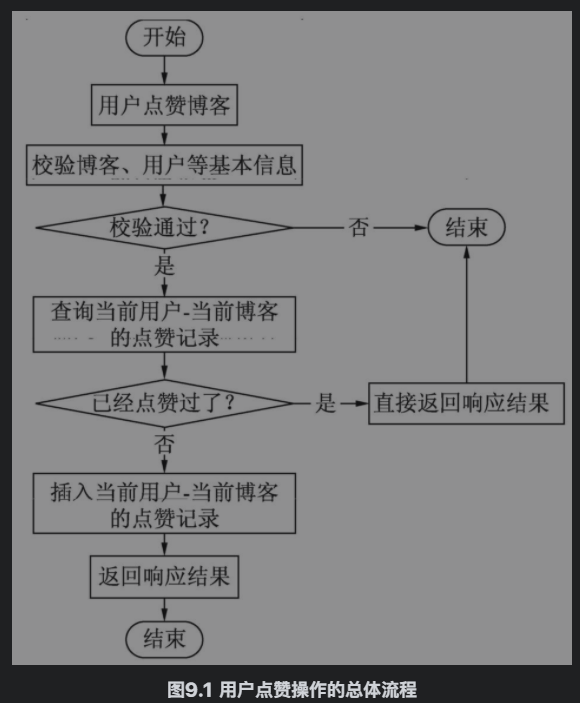 开始
用户点赞博客
校验博客、用户等基本信息
校验通过？
否
结束
是
查询当前用户-当前博客
的点赞记录
已经点赞过了？
是
直接返回响应结果
否
插入当前用户-当前博客
的点赞记录
返回响应结果
结束
图9.1 用户点赞操作的总体流程